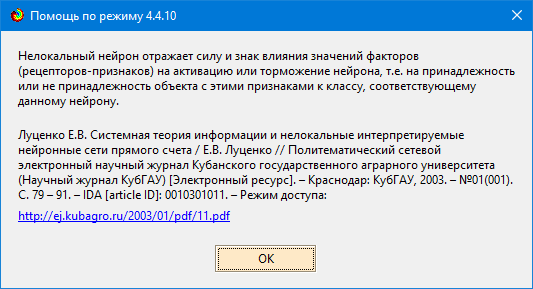 Помощь по режиму 4.4.10
Нелокальный нейрон отражает силу и знак влияния значений факторов
(рецепторов-признаков) на активацию или торможение нейрона, т.е. на принадлежность
или не принадлежность объекта с этими признаками к классу, соответствующему
данному нейрону.
Луценко Е.В. Системная теория информации и нелокальные интерпретируемые
нейронные сети прямого счета / Е.В. Луценко // Политематический сетевой
электронный научный журнал Кубанского государственного аграрного университета
(Научный журнал КубГАУ) [Электронный ресурс]. – Краснодар: КубГАУ, 2003. – №01(001).
С. 79 – 91. – IDA [article ID]: 0010301011. – Режим доступа:
http://ej.kubagro.ru/2003/01/pdf/11.pdf
OK